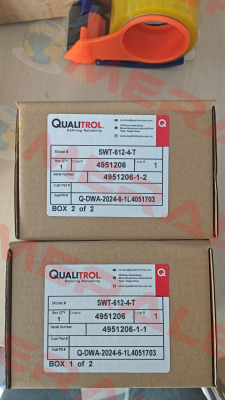 QUALITROL
Defining Reliability
Q
Model # SWT-612-4-T
Box QTY Order # Line #
1 4951206 1
Serial Number 4951206-1-2
Cust Part #
Cust PO # Q-DWA-2024-6-1L4051703
BOX 2 of 2
QUALITROL
Defining Reliability
Q
Model # SWT-612-4-T
Box QTY Order # Line #
1 4951206 1
Serial Number 4951206-1-1
Cust Part #
Cust PO # Q-DWA-2024-6-1L4051703
BOX 1 of 2